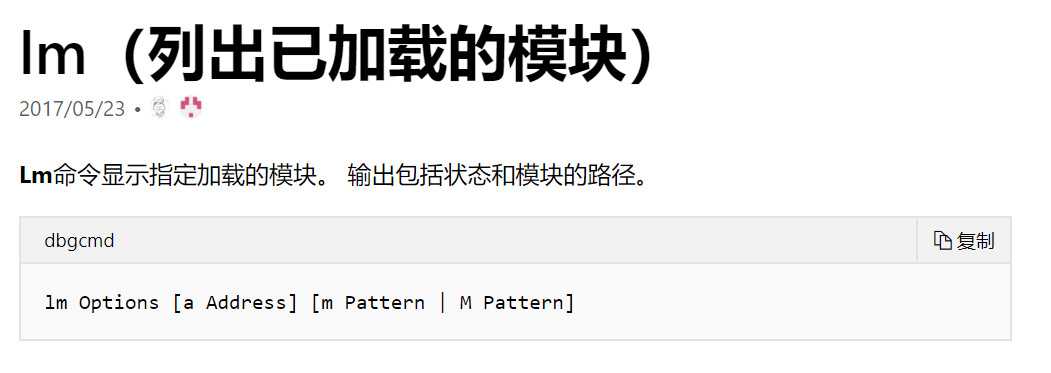 lm（列出已加载的模块）
2017/05/23 •
Lm命令显示指定加载的模块。 输出包括状态和模块的路径。
dbgcmd
复制
lm Options [a Address] [m Pattern | M Pattern]